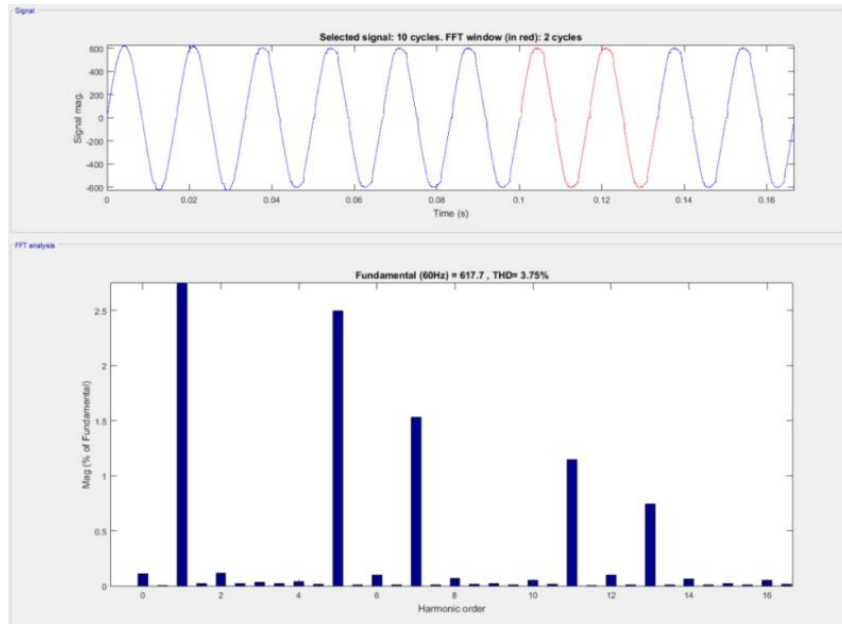 Signal
Selected signal: 10 cycles. FFT window (in red): 2 cycles
600
400
200
0
-200
-400
-600
Signal mag.
0 0.02 0.04 0.06 0.08 0.1 0.12 0.14 0.16
Time (s)
FFT analysis
Fundamental (60Hz) = 617.7 , THD= 3.75%
2.5
2
1.5
1
0.5
0
Mag (% of Fundamental)
0 2 4 6 8 10 12 14 16
Harmonic order